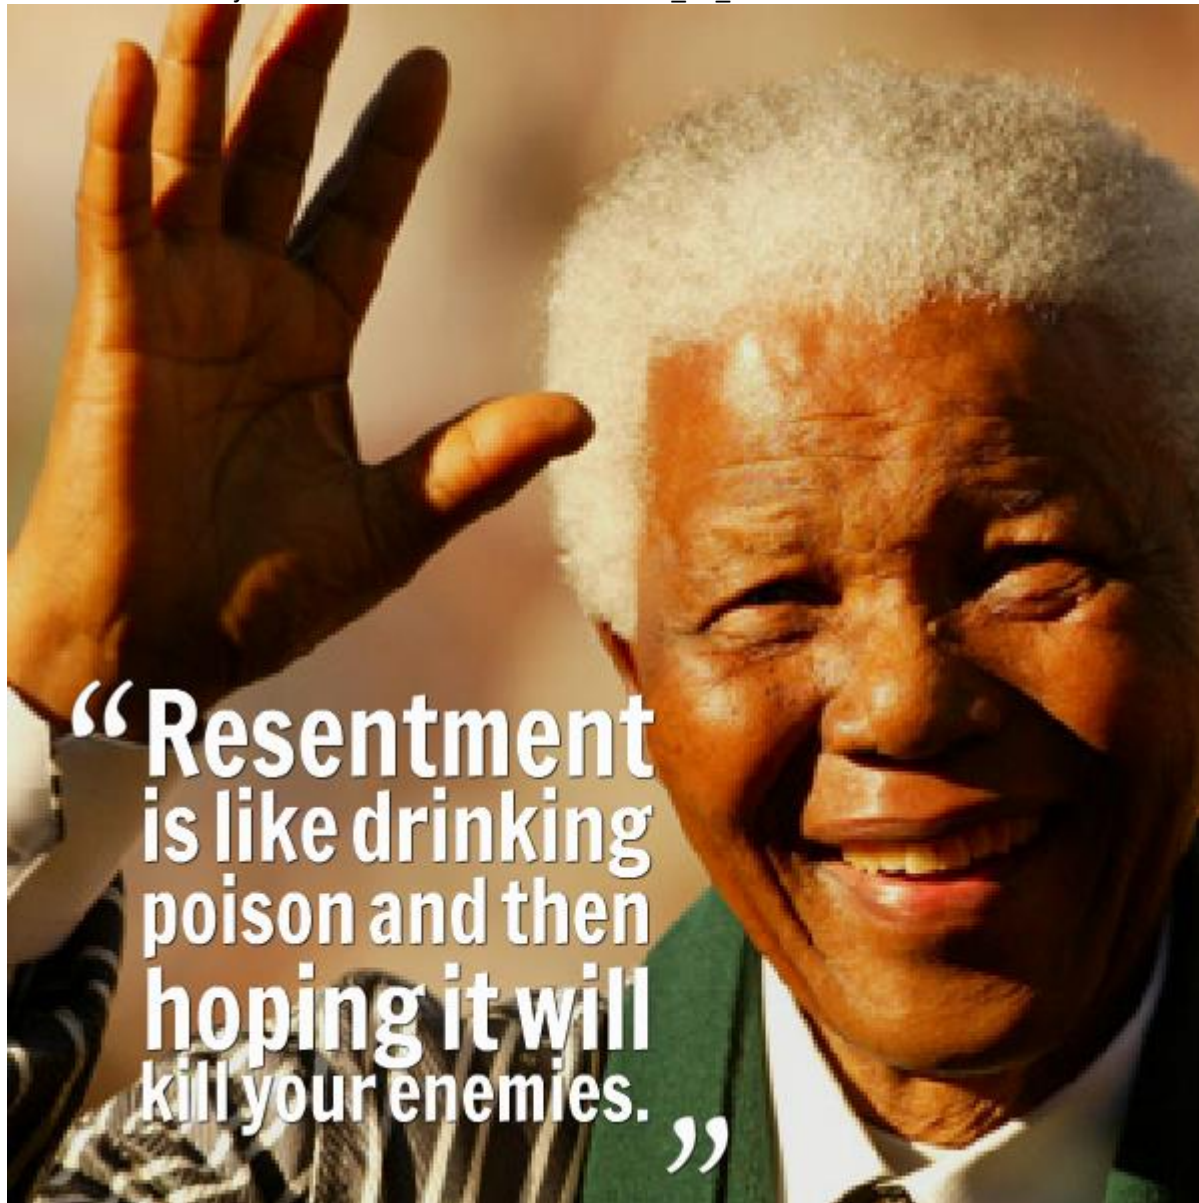 “Resentment
is like drinking
poison and then
hoping it will
kill your enemies.”